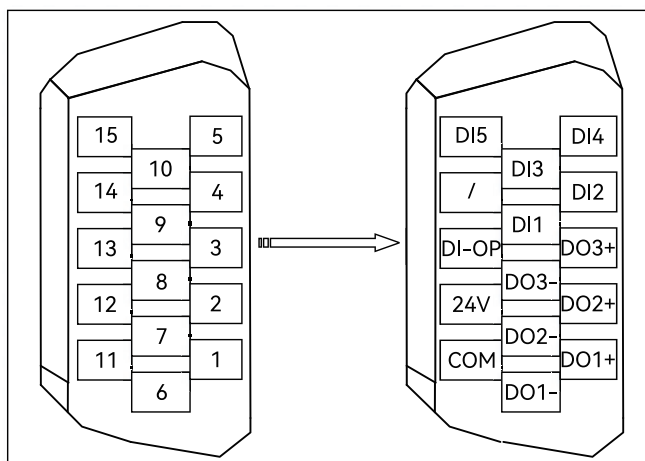 15
5
10
14
4
9
13
3
8
12
2
7
11
1
6
DI5
DI4
DI3
/
DI2
DI1
DI-OP
DO3+
DO3-
24V
DO2+
DO2-
COM
DO1+
DO1-